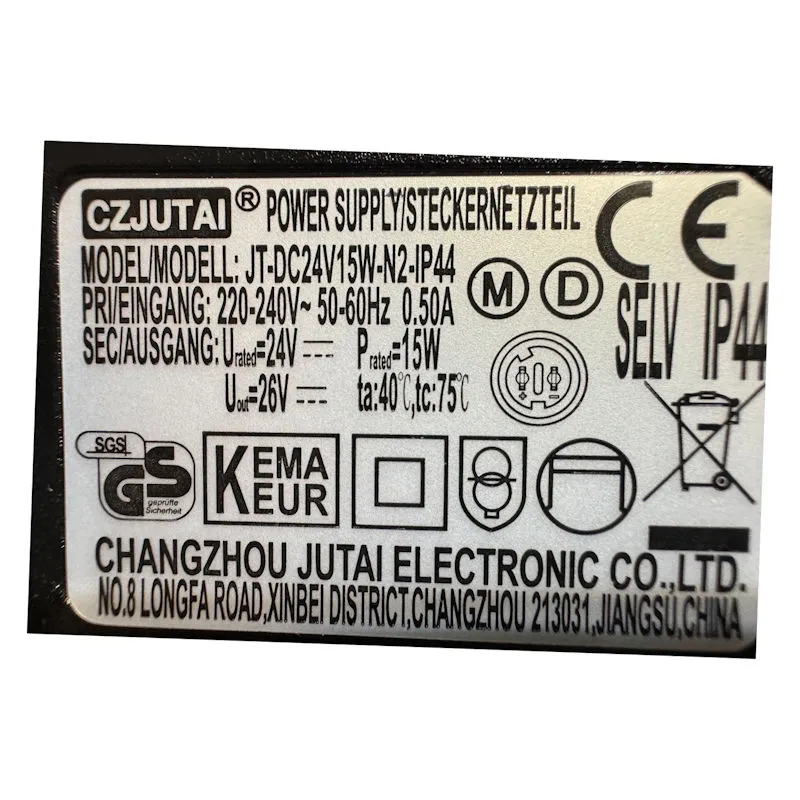 CZJUTAI® POWER SUPPLY/STECKERNETZTEIL
MODEL/MODELL: JT-DC24V15W-N2-IP44
PRI/EINGANG: 220-240V~ 50-60Hz 0.50A
SEC/AUSGANG: Urated=24V⎓ Prated=15W
Uout=26V⎓ ta:40℃,tc:75℃
M D
CE
SELV IP44
+ -
SGS
GS
geprüfte
Sicherheit
KEMA
KEUR
CHANGZHOU JUTAI ELECTRONIC CO.,LTD.
NO.8 LONGFA ROAD,XINBEI DISTRICT,CHANGZHOU 213031,JIANGSU,CHINA